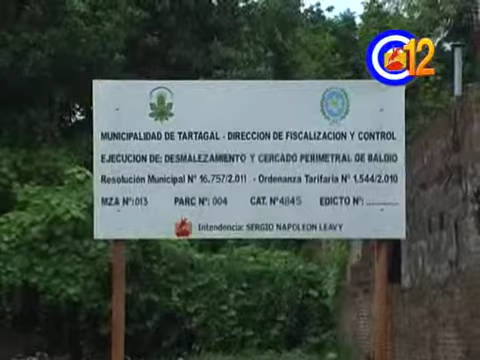 C12
MUNICIPALIDAD DE TARTAGAL - DIRECCION DE FISCALIZACION Y CONTROL
EJECUCION DE: DESMALEZAMIENTO Y CERCADO PERIMETRAL DE BALDIO
Resolución Municipal N° 16.757/2.011 - Ordenanza Tarifaria N° 1.544/2.010
MZA N°: 013 PARC N°: 004 CAT. N° 4845 EDICTO N°: ..........
Intendencia: SERGIO NAPOLEON LEAVY